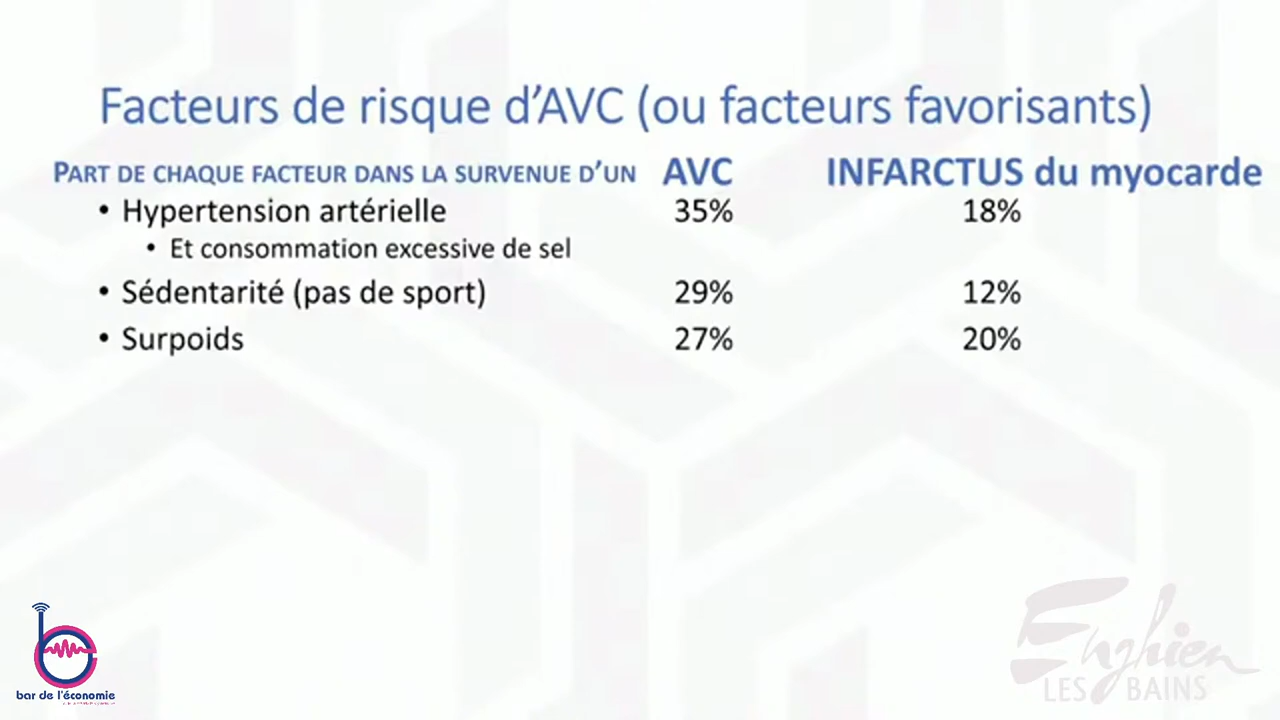 Facteurs de risque d'AVC (ou facteurs favorisants)
PART DE CHAQUE FACTEUR DANS LA SURVENUE D'UN AVC INFARCTUS du myocarde
• Hypertension artérielle 35% 18%
• Et consommation excessive de sel
• Sédentarité (pas de sport) 29% 12%
• Surpoids 27% 20%
bar de l'économie
Enghien
LES BAINS